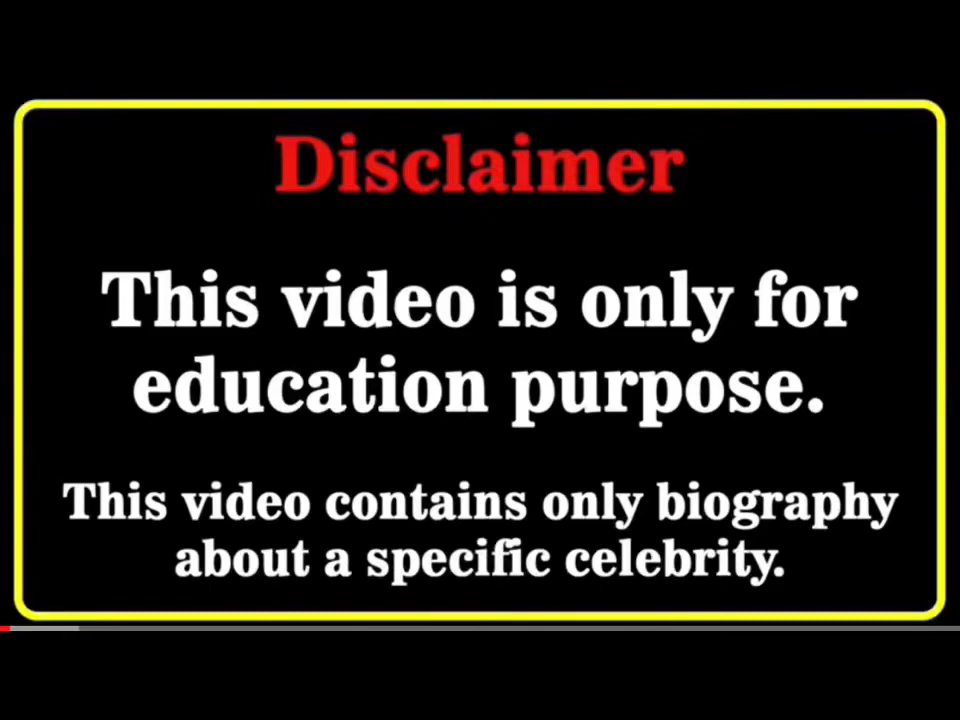 Disclaimer
This video is only for
education purpose.
This video contains only biography
about a specific celebrity.